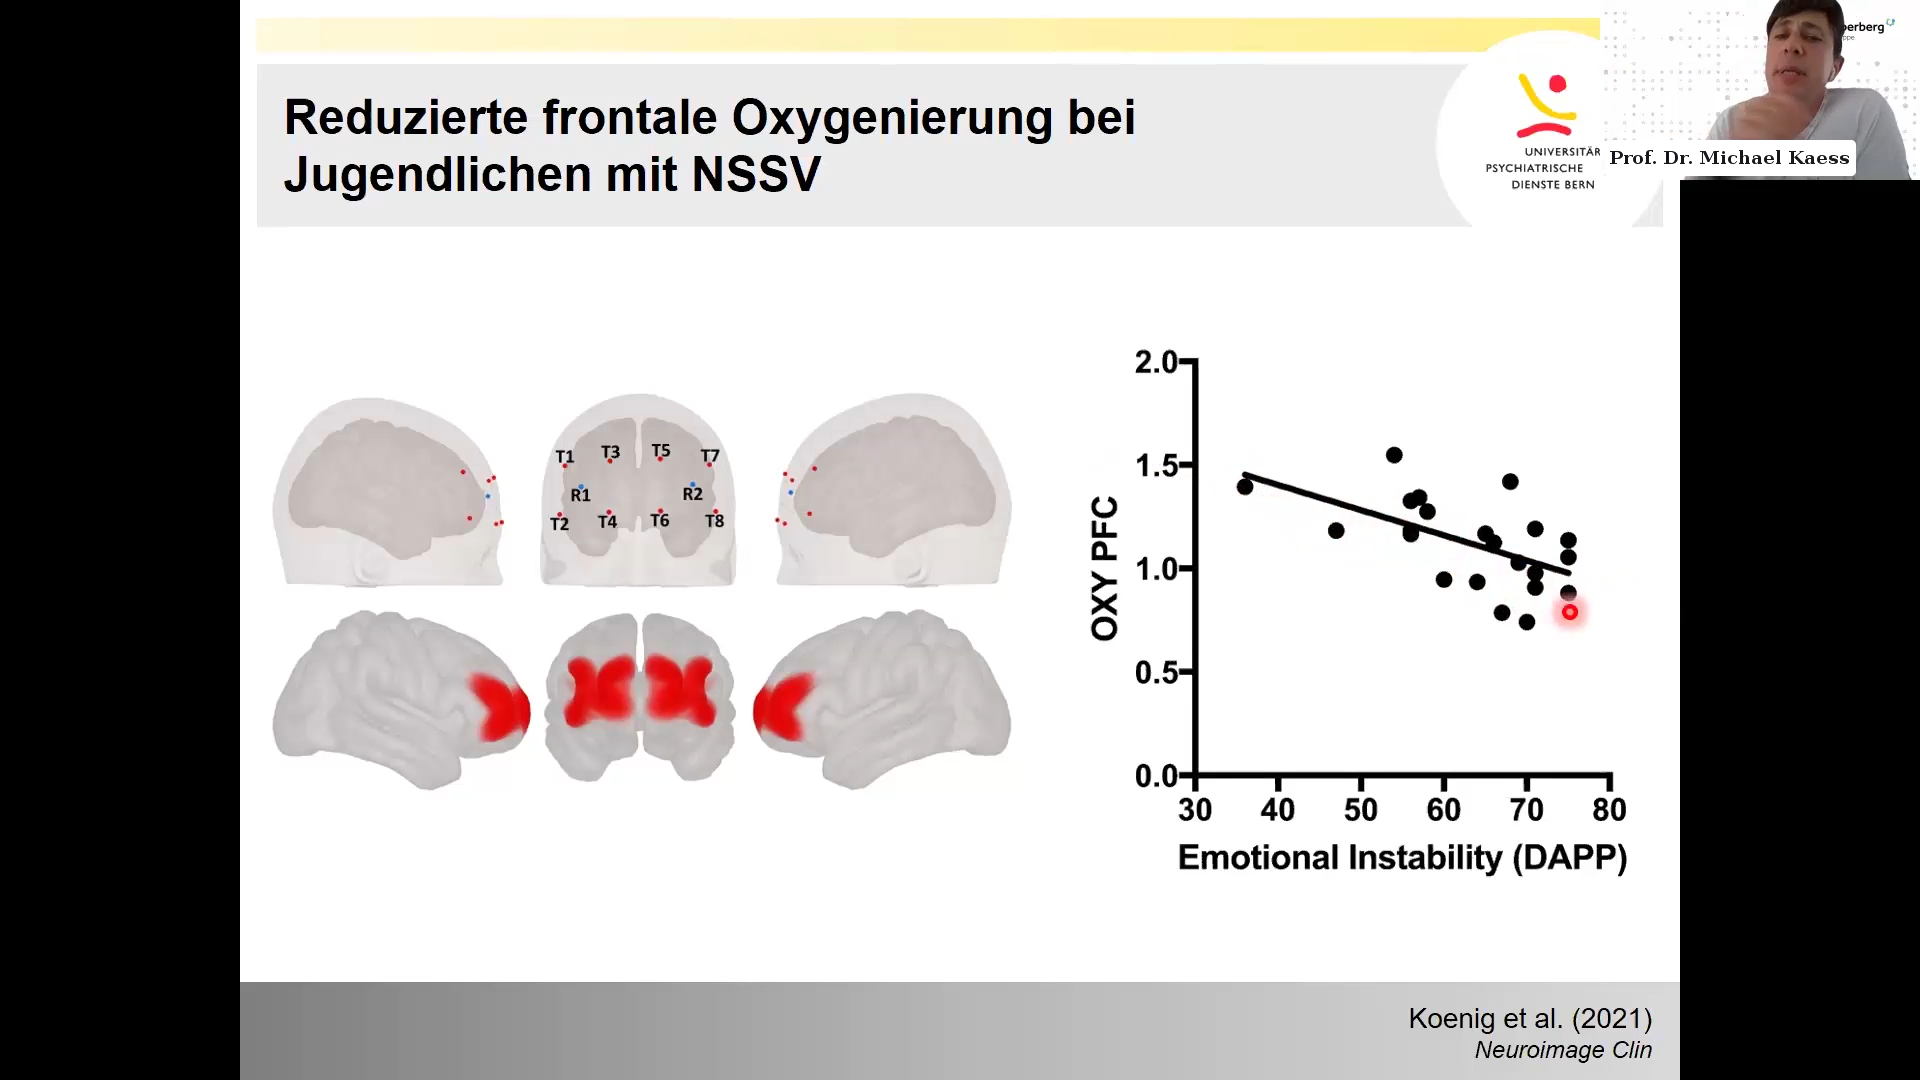 Reduzierte frontale Oxygenierung bei
Jugendlichen mit NSSV
UNIVERSITÄR
PSYCHIATRISCHE
DIENSTE BERN
perberg
ppe
Prof. Dr. Michael Kaess
T1 T3 T5 T7
R1 R2
T2 T4 T6 T8
OXY PFC
2.0
1.5
1.0
0.5
0.0
30 40 50 60 70 80
Emotional Instability (DAPP)
Koenig et al. (2021)
Neuroimage Clin